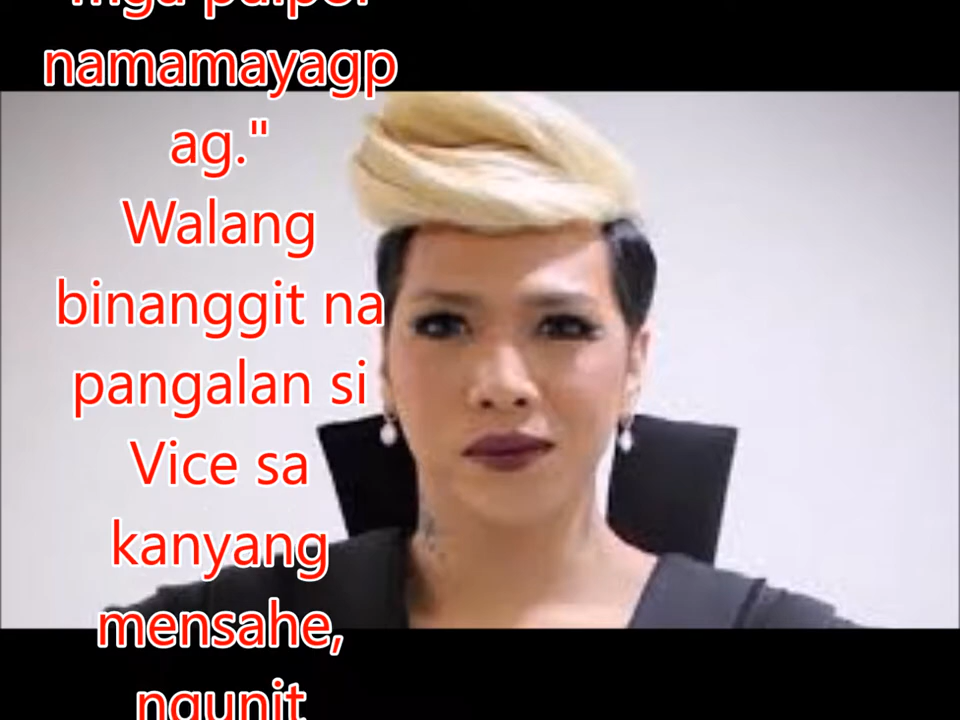 namamayagp
ag."
Walang
binanggit na
pangalan si
Vice sa
kanyang
mensahe,
ngunit